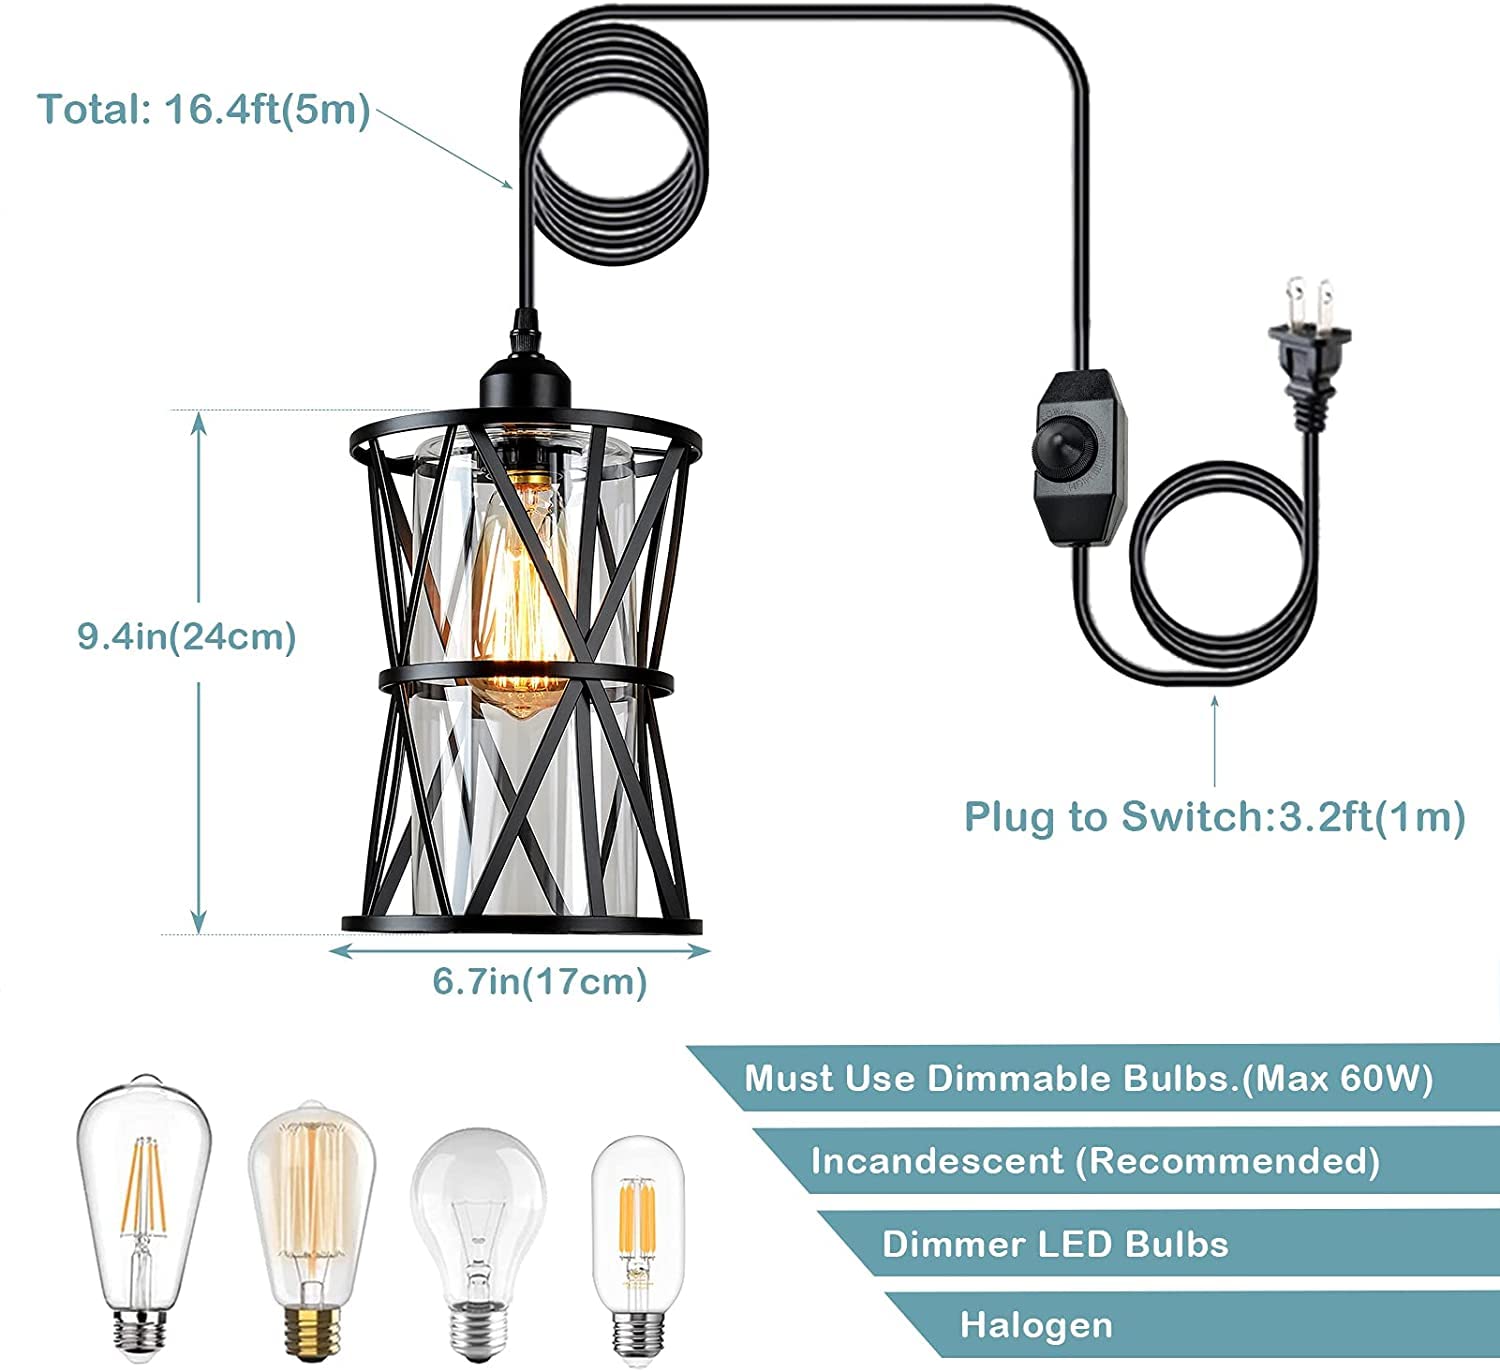 Total: 16.4ft(5m)
9.4in(24cm)
Plug to Switch:3.2ft(1m)
6.7in(17cm)
Must Use Dimmable Bulbs.(Max 60W)
Incandescent (Recommended)
Dimmer LED Bulbs
Halogen